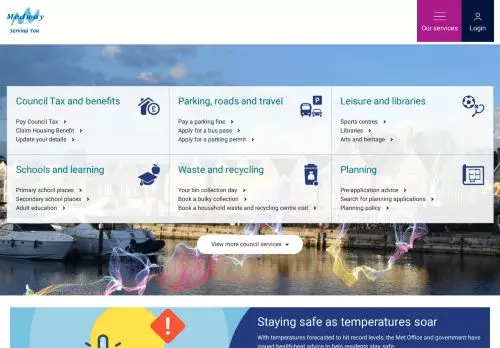 Medway
Serving You
Our services
Login
Council Tax and benefits
Pay Council Tax
Claim Housing Benefit
Update your details
Parking, roads and travel
Pay a parking fine
Apply for a bus pass
Apply for a parking permit
Leisure and libraries
Sports centres
Libraries
Arts and heritage
Schools and learning
Primary school places
Secondary school places
Adult education
Waste and recycling
Your bin collection day
Book a bulky collection
Book a household waste and recycling centre visit
Planning
Pre-application advice
Search for planning applications
Planning policy
View more council services
Staying safe as temperatures soar
With temperatures forecasted to hit record levels, the Met Office and government have
issued health-heat advice to help residents stay safe.